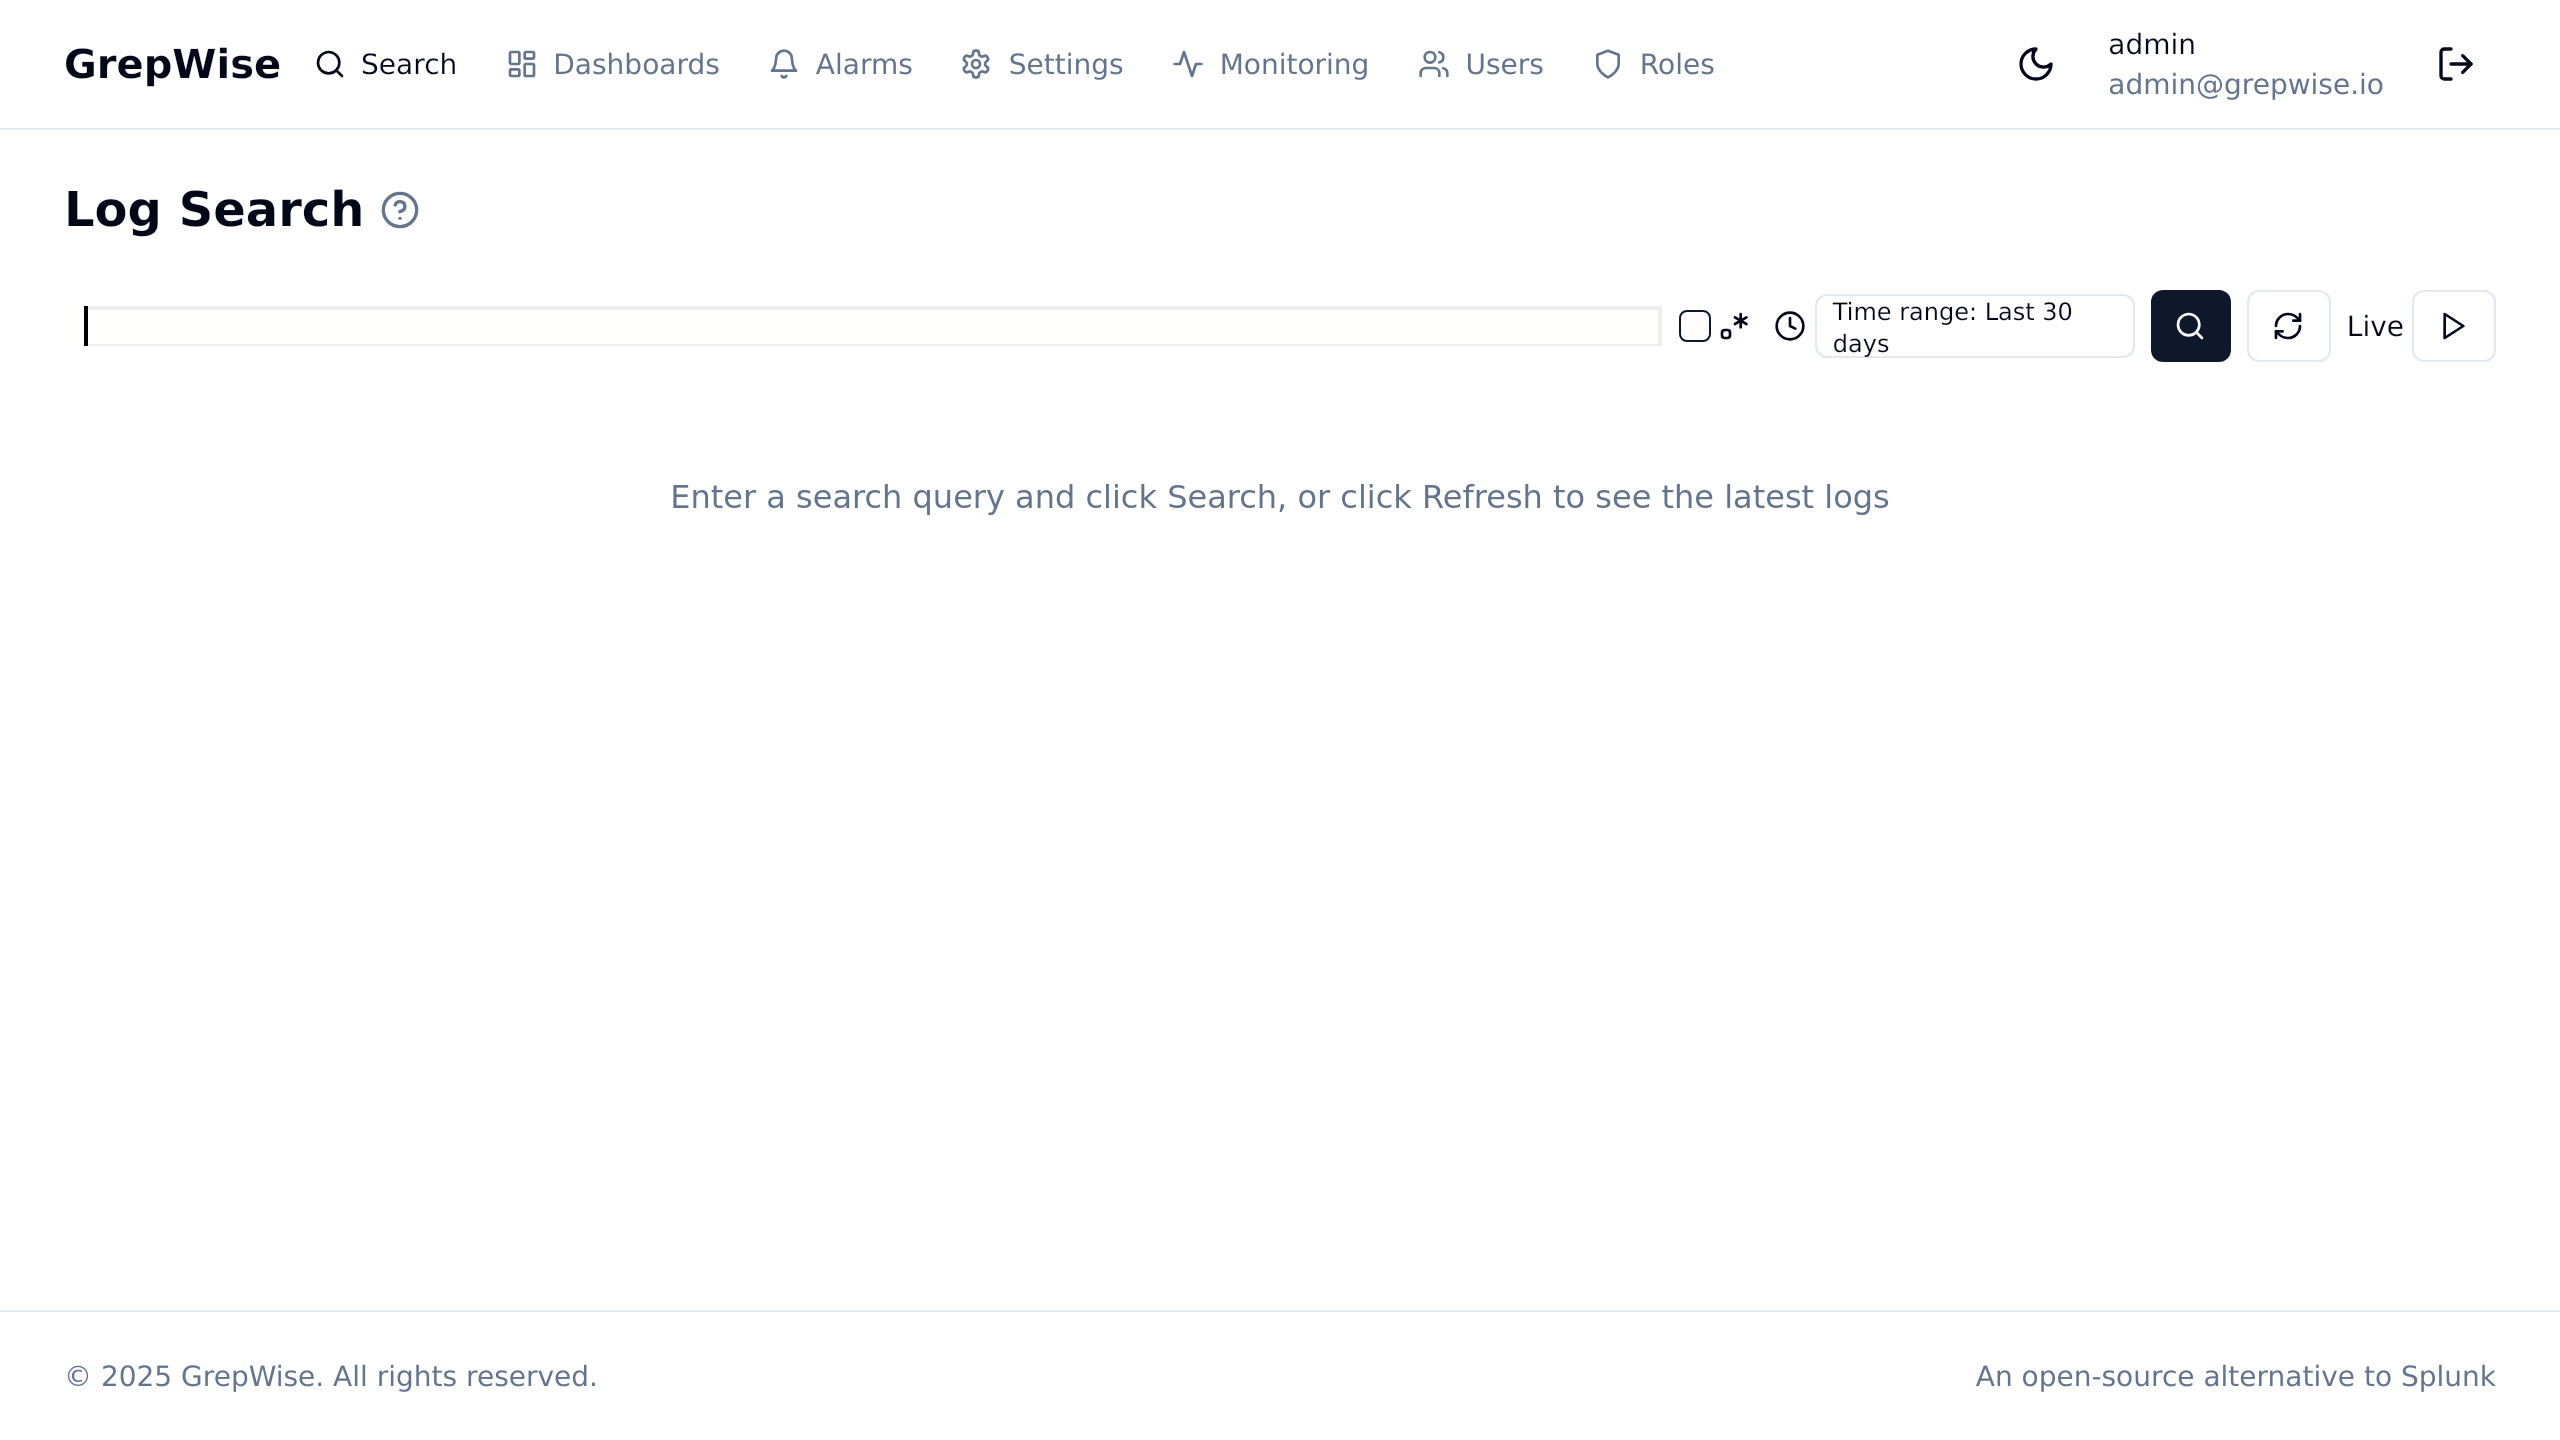 GrepWise Search Dashboards Alarms Settings Monitoring Users Roles
admin
admin@grepwise.io
Log Search
Time range: Last 30
days
Live
Enter a search query and click Search, or click Refresh to see the latest logs
© 2025 GrepWise. All rights reserved.
An open-source alternative to Splunk